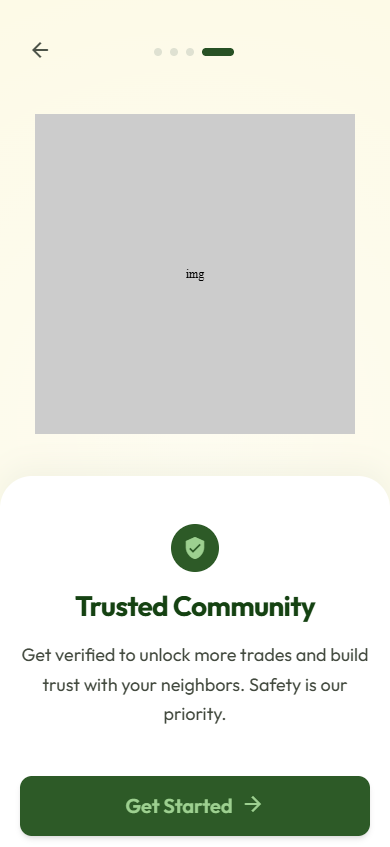 img
Trusted Community
Get verified to unlock more trades and build
trust with your neighbors. Safety is our
priority.
Get Started